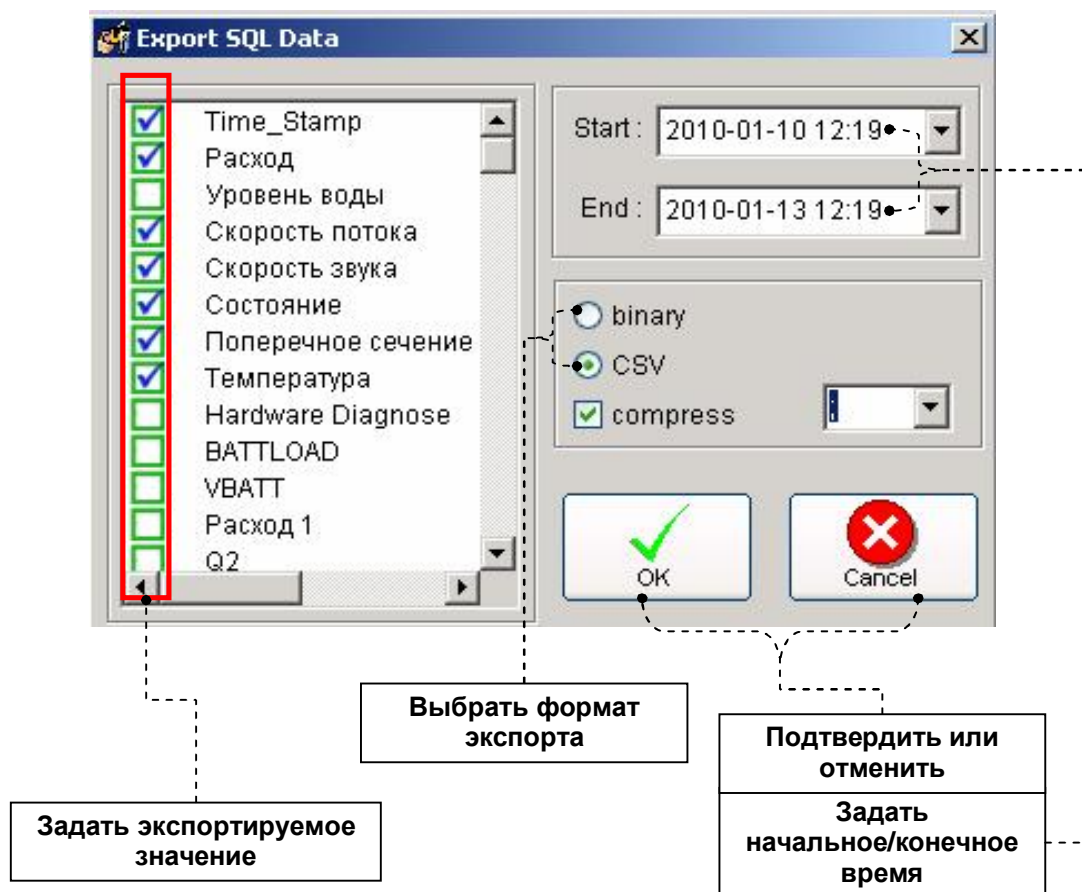 Export SQL Data
Time_Stamp
Расход
Уровень воды
Скорость потока
Скорость звука
Состояние
Поперечное сечение
Температура
Hardware Diagnose
BATTLOAD
VBATT
Расход 1
Q2
Start :
2010-01-10 12:19
End :
2010-01-13 12:19
binary
CSV
compress
;
OK
Cancel
Выбрать формат
экспорта
Подтвердить или
отменить
Задать экспортируемое
значение
Задать
начальное/конечное
время